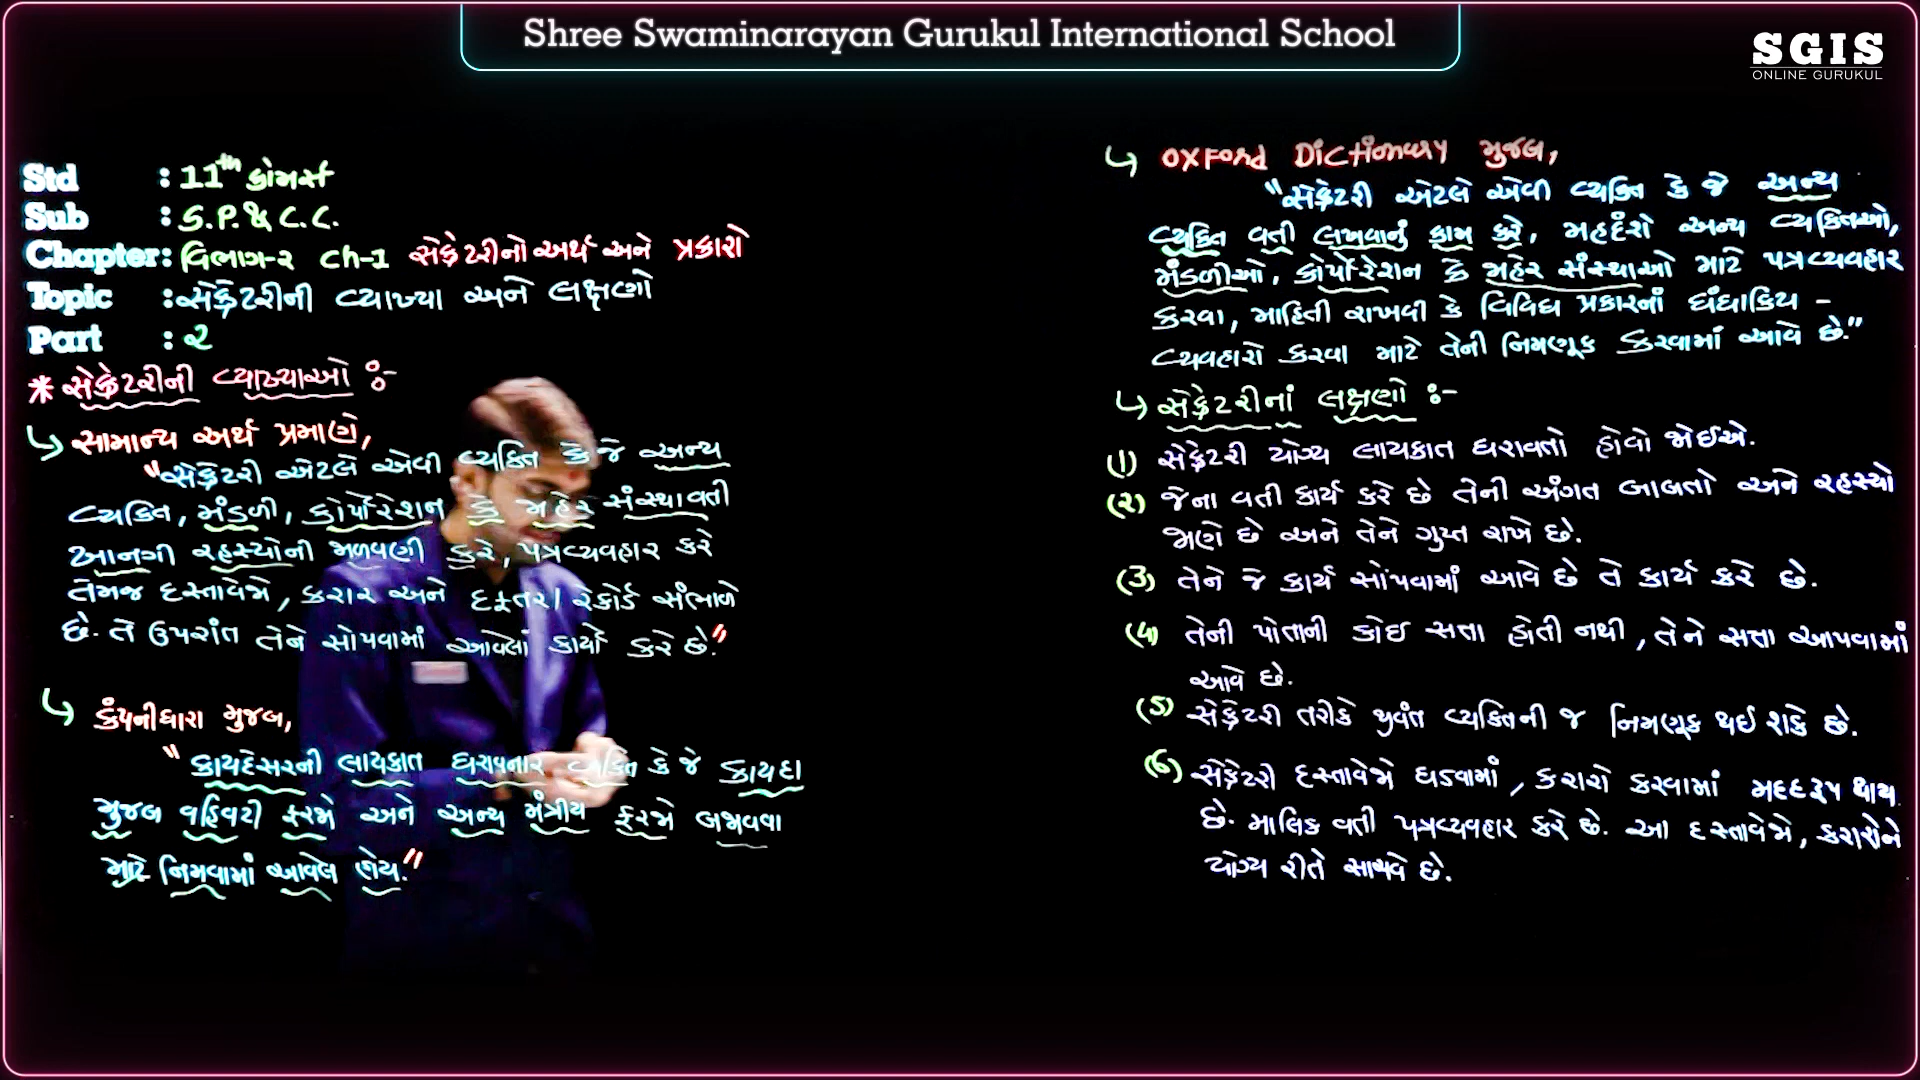 Shree Swaminarayan Gurukul International School
SGIS
ONLINE GURUKUL
Std : 11th કોમર્સ
Sub : S.P. & C.C.
Chapter: વિભાગ-૨ ch-1 સેક્રેટરીનો અર્થ અને પ્રકારો
Topic : સેક્રેટરીની વ્યાખ્યા અને લક્ષણો
Part : ૨
* સેક્રેટરીની વ્યાખ્યાઓ :-
↳ સામાન્ય અર્થ પ્રમાણે,
"સેક્રેટરી એટલે એવી વ્યક્તિ કે જે અન્ય
વ્યક્તિ, મંડળી, કોર્પોરેશન કે જાહેર સંસ્થા વતી
ખાનગી રહસ્યોની જાળવણી કરે, પત્રવ્યવહાર કરે
તેમજ દસ્તાવેજો, કરાર અને દફતરી રેકોર્ડ સંભાળે
છે. તે ઉપરાંત તેને સોપવામાં આવેલાં કાર્યો કરે છે."
↳ કંપનીધારા મુજબ,
"કાયદેસરની લાયકાત ધરાવનાર વ્યક્તિ કે જે કાયદા
મુજબ વહિવટી ફરજો અને અન્ય મંત્રીય ફરજો બજાવવા
માટે નિમવામાં આવેલ હોય."
↳ Oxford Dictionary મુજબ,
"સેક્રેટરી એટલે એવી વ્યક્તિ કે જે અન્ય
વ્યક્તિ વતી લખવાનું કામ કરે, મહદંશે અન્ય વ્યક્તિઓ,
મંડળીઓ, કોર્પોરેશન કે જાહેર સંસ્થાઓ માટે પત્રવ્યવહાર
કરવા, માહિતી રાખવી કે વિવિધ પ્રકારનાં ધંધાકિય -
વ્યવહારો કરવા માટે તેની નિમણૂક કરવામાં આવે છે."
↳ સેક્રેટરીનાં લક્ષણો :-
(1) સેક્રેટરી યોગ્ય લાયકાત ધરાવતો હોવો જોઈએ.
(૨) જેના વતી કાર્ય કરે છે તેની અંગત બાબતો અને રહસ્યો
જાણે છે અને તેને ગુપ્ત રાખે છે.
(3) તેને જે કાર્ય સોંપવામાં આવે છે તે કાર્ય કરે છે.
(4) તેની પોતાની કોઇ સત્તા હોતી નથી, તેને સત્તા આપવામાં
આવે છે.
(5) સેક્રેટરી તરીકે જીવંત વ્યક્તિની જ નિમણૂક થઈ શકે છે.
(6) સેક્રેટરી દસ્તાવેજો ઘડવામાં, કરારો કરવામાં મદદરૂપ થાય
છે. માલિક વતી પત્રવ્યવહાર કરે છે. આ દસ્તાવેજો, કરારોને
યોગ્ય રીતે સાચવે છે.